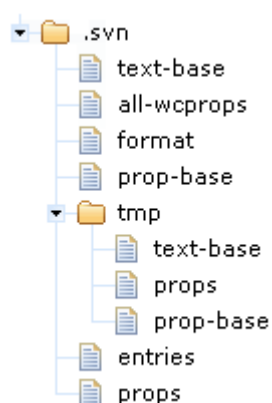 .svn
text-base
all-wcprops
format
prop-base
tmp
text-base
props
prop-base
entries
props